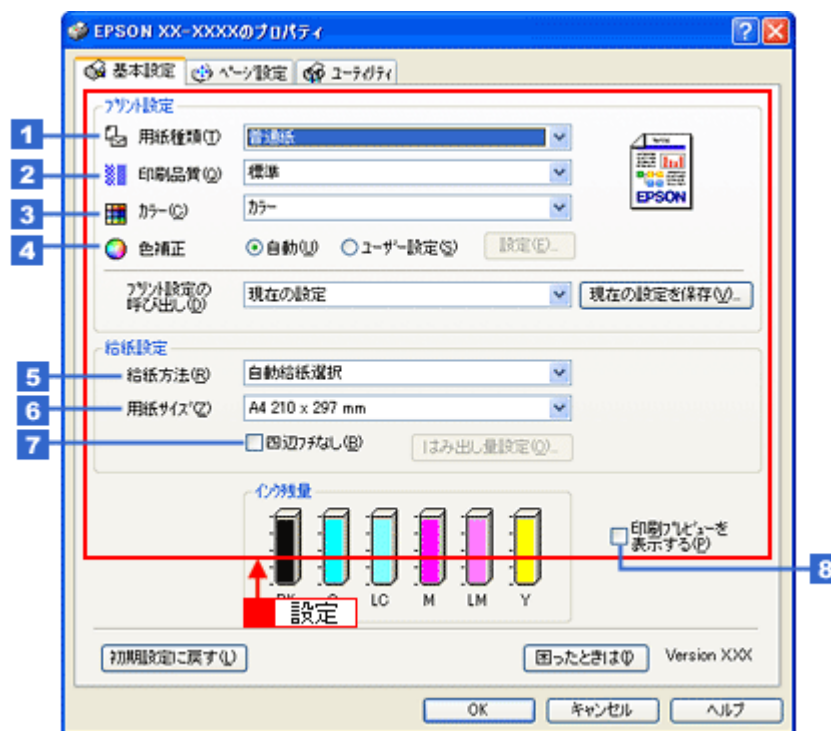 EPSON XX-XXXXのプロパティ
基本設定 ページ設定 ユーティリティ
プリント設定
1 用紙種類(T) 普通紙
2 印刷品質(Q) 標準
3 カラー(C) カラー
EPSON
4 色補正 自動(U) ユーザー設定(S) 設定(E)...
プリント設定の
呼び出し(D) 現在の設定 現在の設定を保存(V)...
給紙設定
5 給紙方法(R) 自動給紙選択
6 用紙サイズ(Z) A4 210 x 297 mm
7 四辺フチなし(B) はみ出し量設定(O)...
インク残量
印刷プレビューを
表示する(P)
8
LC M LM Y
設定
初期設定に戻す(L) 困ったときは(I) Version XXX
OK キャンセル ヘルプ